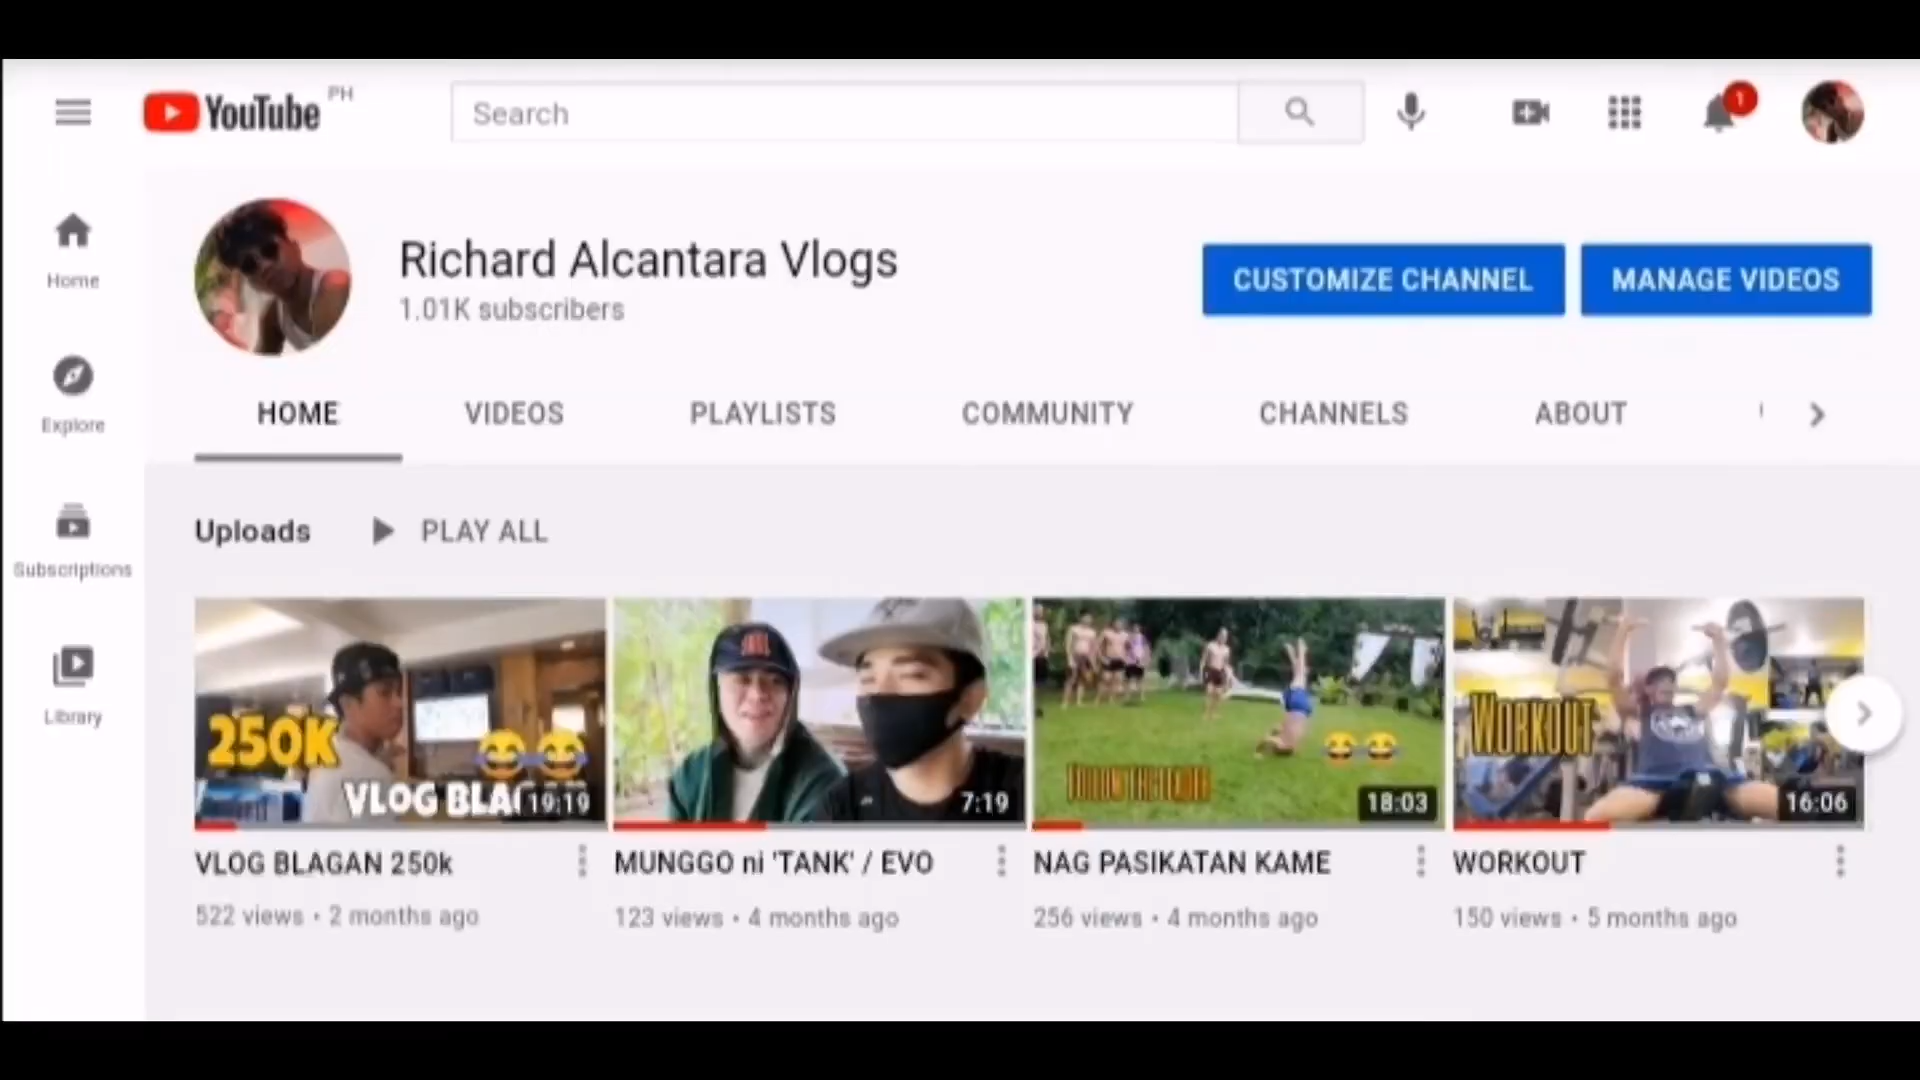 YouTube PH
Search
1
Home
Explore
Subscriptions
Library
Richard Alcantara Vlogs
1.01K subscribers
CUSTOMIZE CHANNEL
MANAGE VIDEOS
HOME
VIDEOS
PLAYLISTS
COMMUNITY
CHANNELS
ABOUT
Uploads
PLAY ALL
250K
VLOG
19:19
VLOG BLAGAN 250k
522 views • 2 months ago
7:19
MUNGGO ni 'TANK' / EVO
123 views • 4 months ago
18:03
NAG PASIKATAN KAME
256 views • 4 months ago
WORKOUT
16:06
WORKOUT
150 views • 5 months ago